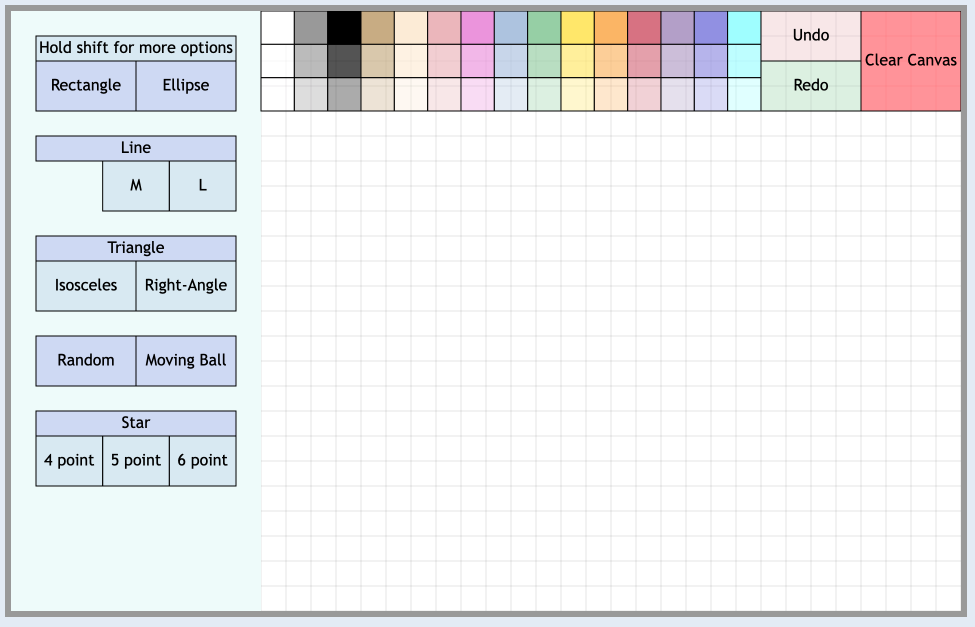 Hold shift for more options
Rectangle Ellipse
Line
M L
Triangle
Isosceles Right-Angle
Random Moving Ball
Star
4 point 5 point 6 point
Undo
Redo
Clear Canvas